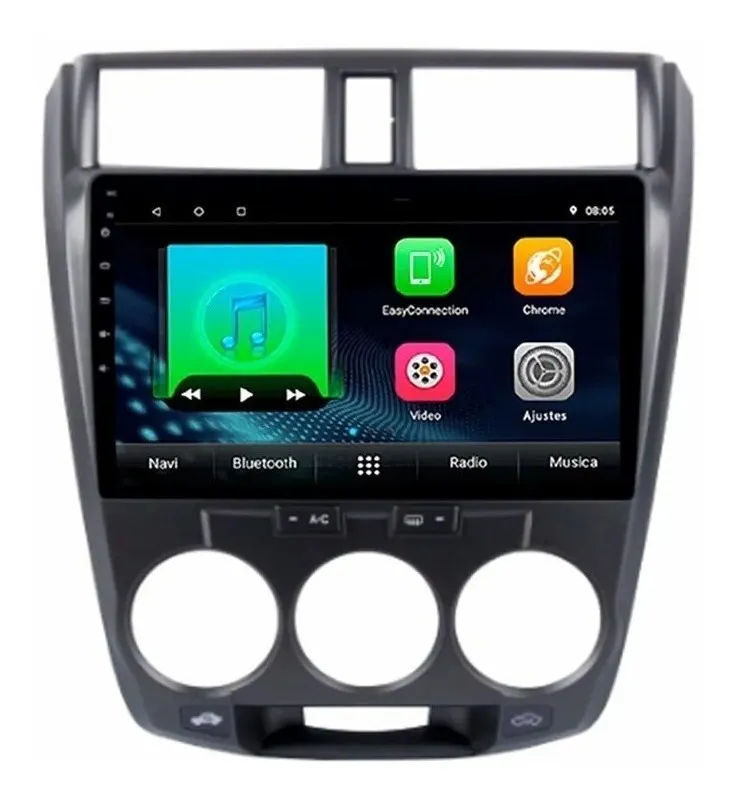 08:05
EasyConnection
Chrome
Video
Ajustes
Navi
Bluetooth
Radio
Musica
A/C